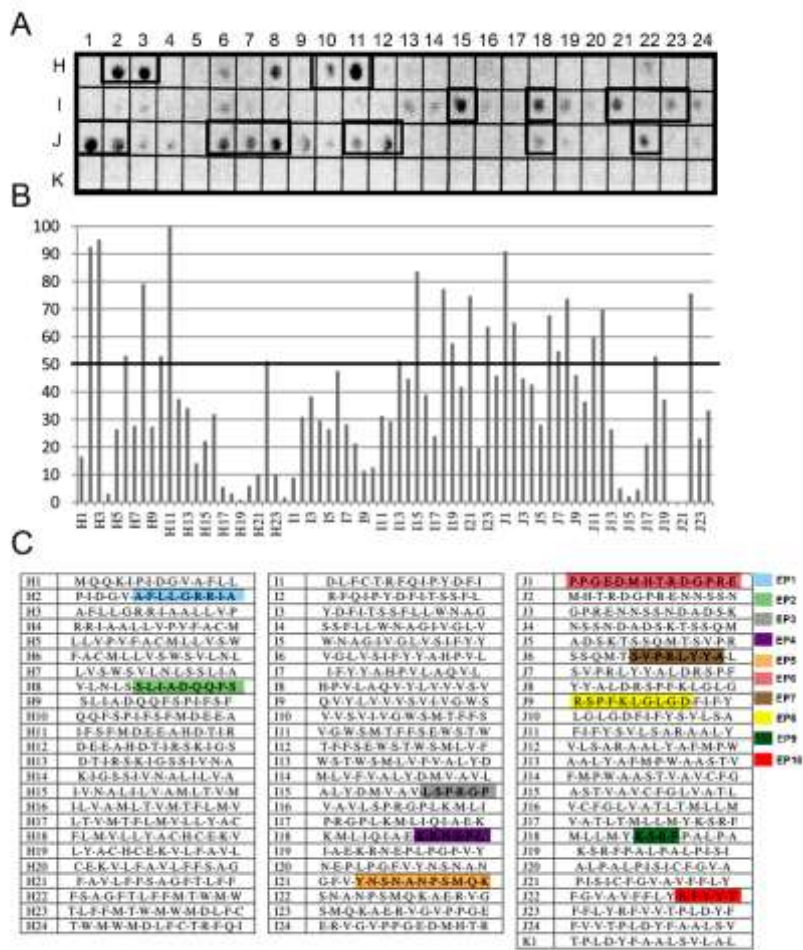 A
1 2 3 4 5 6 7 8 9 10 11 12 13 14 15 16 17 18 19 20 21 22 23 24
H
I
J
K
B
100
90
80
70
60
50
40
30
20
10
0
H1 H3 H5 H7 H9 H11 H13 H15 H17 H19 H21 H23 I1 I3 I5 I7 I9 I11 I13 I15 I17 I19 I21 I23 J1 J3 J5 J7 J9 J11 J13 J15 J17 J19 J21 J23
C
H1 M-Q-Q-K-I-P-I-D-G-V-A-F-L-L
H2 P-I-D-G-V-A-F-L-L-G-R-R-I-A
H3 A-F-L-L-G-R-R-I-A-A-L-L-V-P
H4 R-R-I-A-A-L-L-V-P-Y-F-A-C-M
H5 L-L-V-P-Y-F-A-C-M-L-L-V-S-W
H6 F-A-C-M-L-L-V-S-W-S-V-L-N-L
H7 L-V-S-W-S-V-L-N-L-S-S-L-I-A
H8 V-L-N-L-S-S-L-I-A-D-Q-Q-F-S
H9 S-L-I-A-D-Q-Q-F-S-P-I-F-S-F
H10 Q-Q-F-S-P-I-F-S-F-M-D-E-E-A
H11 I-F-S-F-M-D-E-E-A-H-D-T-I-R
H12 D-E-E-A-H-D-T-I-R-S-K-I-G-S
H13 D-T-I-R-S-K-I-G-S-S-I-V-N-A
H14 K-I-G-S-S-I-V-N-A-L-I-L-V-A
H15 I-V-N-A-L-I-L-V-A-M-L-T-V-M
H16 I-L-V-A-M-L-T-V-M-T-F-L-M-V
H17 L-T-V-M-T-F-L-M-V-L-L-Y-A-C
H18 F-L-M-V-L-L-Y-A-C-H-C-E-K-V
H19 L-Y-A-C-H-C-E-K-V-L-F-A-V-L
H20 C-E-K-V-L-F-A-V-L-F-F-S-A-G
H21 F-A-V-L-F-F-S-A-G-F-T-L-F-F
H22 F-S-A-G-F-T-L-F-F-M-T-W-M-W
H23 T-L-F-F-M-T-W-M-W-M-D-L-F-C
H24 T-W-M-W-M-D-L-F-C-T-R-F-Q-I
I1 D-L-F-C-T-R-F-Q-I-P-Y-D-F-I
I2 R-F-Q-I-P-Y-D-F-I-T-S-S-F-L
I3 Y-D-F-I-T-S-S-F-L-L-W-N-A-G
I4 S-S-F-L-L-W-N-A-G-I-V-G-L-V
I5 W-N-A-G-I-V-G-L-V-S-I-F-Y-Y
I6 V-G-L-V-S-I-F-Y-Y-A-H-P-V-L
I7 I-F-Y-Y-A-H-P-V-L-A-Q-V-L
I8 H-P-V-L-A-Q-V-Y-L-V-V-V-S-V
I9 Q-V-Y-L-V-V-V-S-V-I-V-G-W-S
I10 V-V-S-V-I-V-G-W-S-M-T-F-F-S
I11 V-G-W-S-M-T-F-F-S-E-W-S-T-W
I12 T-F-F-S-E-W-S-T-W-S-M-L-V-F
I13 W-S-T-W-S-M-L-V-F-V-A-L-Y-D
I14 M-L-V-F-V-A-L-Y-D-M-V-A-V-L
I15 A-L-Y-D-M-V-A-V-L-S-P-R-G-P
I16 V-A-V-L-S-P-R-G-P-L-K-M-L-I
I17 P-R-G-P-L-K-M-L-I-Q-I-A-E-K
I18 K-M-L-I-Q-I-A-E
I19 I-A-E-K-R-N-E-P-L-P-G-P-V-Y
I20 N-E-P-L-P-G-F-V-Y-N-S-N-A-N
I21 G-F-V-Y-N-S-N-A-N-P-S-M-Q-K
I22 S-N-A-N-P-S-M-Q-K-A-E-R-V-G
I23 S-M-Q-K-A-E-R-V-G-V-P-P-G-E
I24 E-R-V-G-V-P-P-G-E-D-M-H-T-R
J1 P-P-G-E-D-M-H-T-R-D-G-P-R-E
J2 M-H-T-R-D-G-P-R-E-N-N-S-S-N
J3 G-P-R-E-N-N-S-S-N-D-A-D-S-K
J4 N-S-S-N-D-A-D-S-K-T-S-S-Q-M
J5 A-D-S-K-T-S-S-Q-M-T-S-V-P-R
J6 S-S-Q-M-T-S-V-P-R-L-Y-Y-A-L
J7 S-V-P-R-L-Y-Y-A-L-D-R-S-P-F
J8 Y-Y-A-L-D-R-S-P-F-K-L-G-L-G
J9 R-S-P-F-K-L-G-L-G-D-F-I-F-Y
J10 L-G-L-G-D-F-I-F-Y-S-V-L-S-A
J11 F-I-F-Y-S-V-L-S-A-R-A-A-L-Y
J12 V-L-S-A-R-A-A-L-Y-A-F-M-P-W
J13 A-A-L-Y-A-F-M-P-W-A-A-S-T-V
J14 F-M-P-W-A-A-S-T-V-A-V-C-F-G
J15 A-S-T-V-A-V-C-F-G-L-V-A-T-L
J16 V-C-F-G-L-V-A-T-L-T-M-L-L-M
J17 V-A-T-L-T-M-L-L-M-Y-K-S-R-F
J18 M-L-L-M-Y-K-S-R-F-P-A-L-P-A
J19 K-S-R-F-P-A-L-P-A-L-P-I-S-I
J20 A-L-P-A-L-P-I-S-I-C-F-G-V-A
J21 P-I-S-I-C-F-G-V-A-V-F-F-L-Y
J22 F-G-V-A-V-F-F-L-Y
J23 F-F-L-Y-R-F-V-V-T-P-L-D-Y-F
J24 F-V-V-T-P-L-D-Y-F-A-A-L-S-V
K1 T-P-L-D-Y-F-A-A-L-S-V-L-A-L
EP1
EP2
EP3
EP4
EP5
EP6
EP7
EP8
EP9
EP10